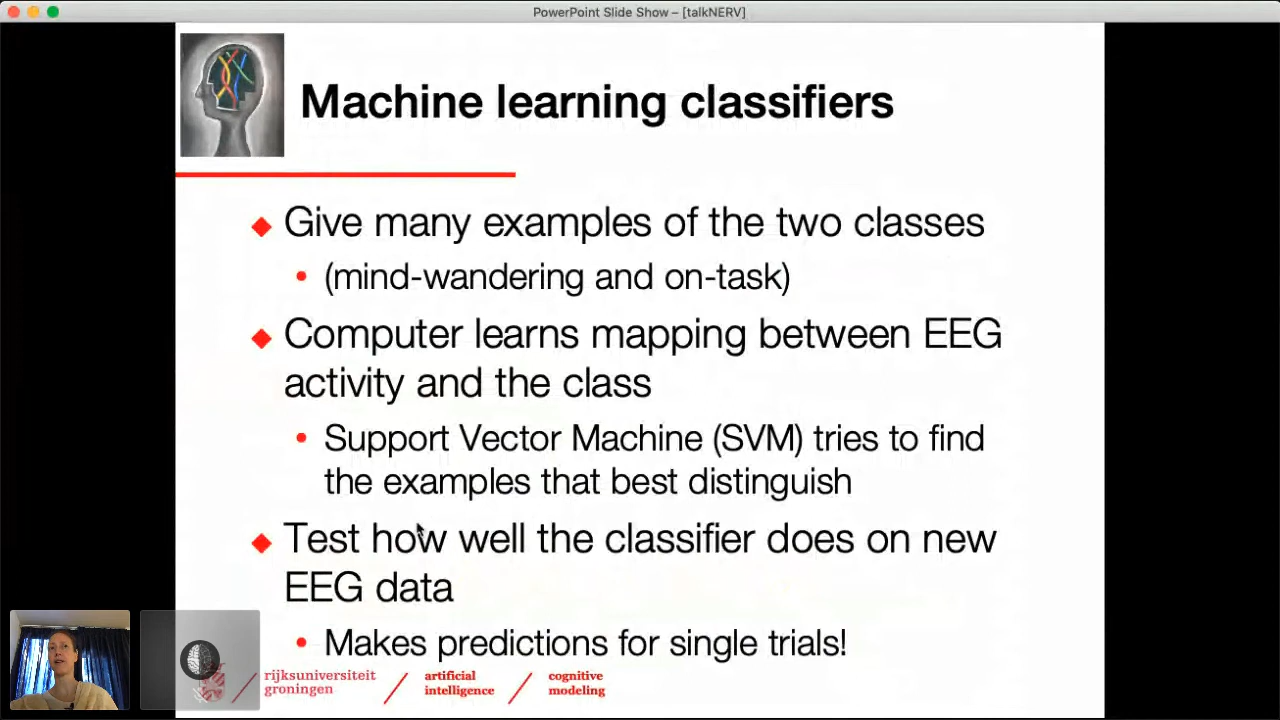 PowerPoint Slide Show – [talkNERV]
Machine learning classifiers
Give many examples of the two classes
(mind-wandering and on-task)
Computer learns mapping between EEG
activity and the class
Support Vector Machine (SVM) tries to find
the examples that best distinguish
Test how well the classifier does on new
EEG data
Makes predictions for single trials!
rijksuniversiteit
groningen
artificial
intelligence
cognitive
modeling